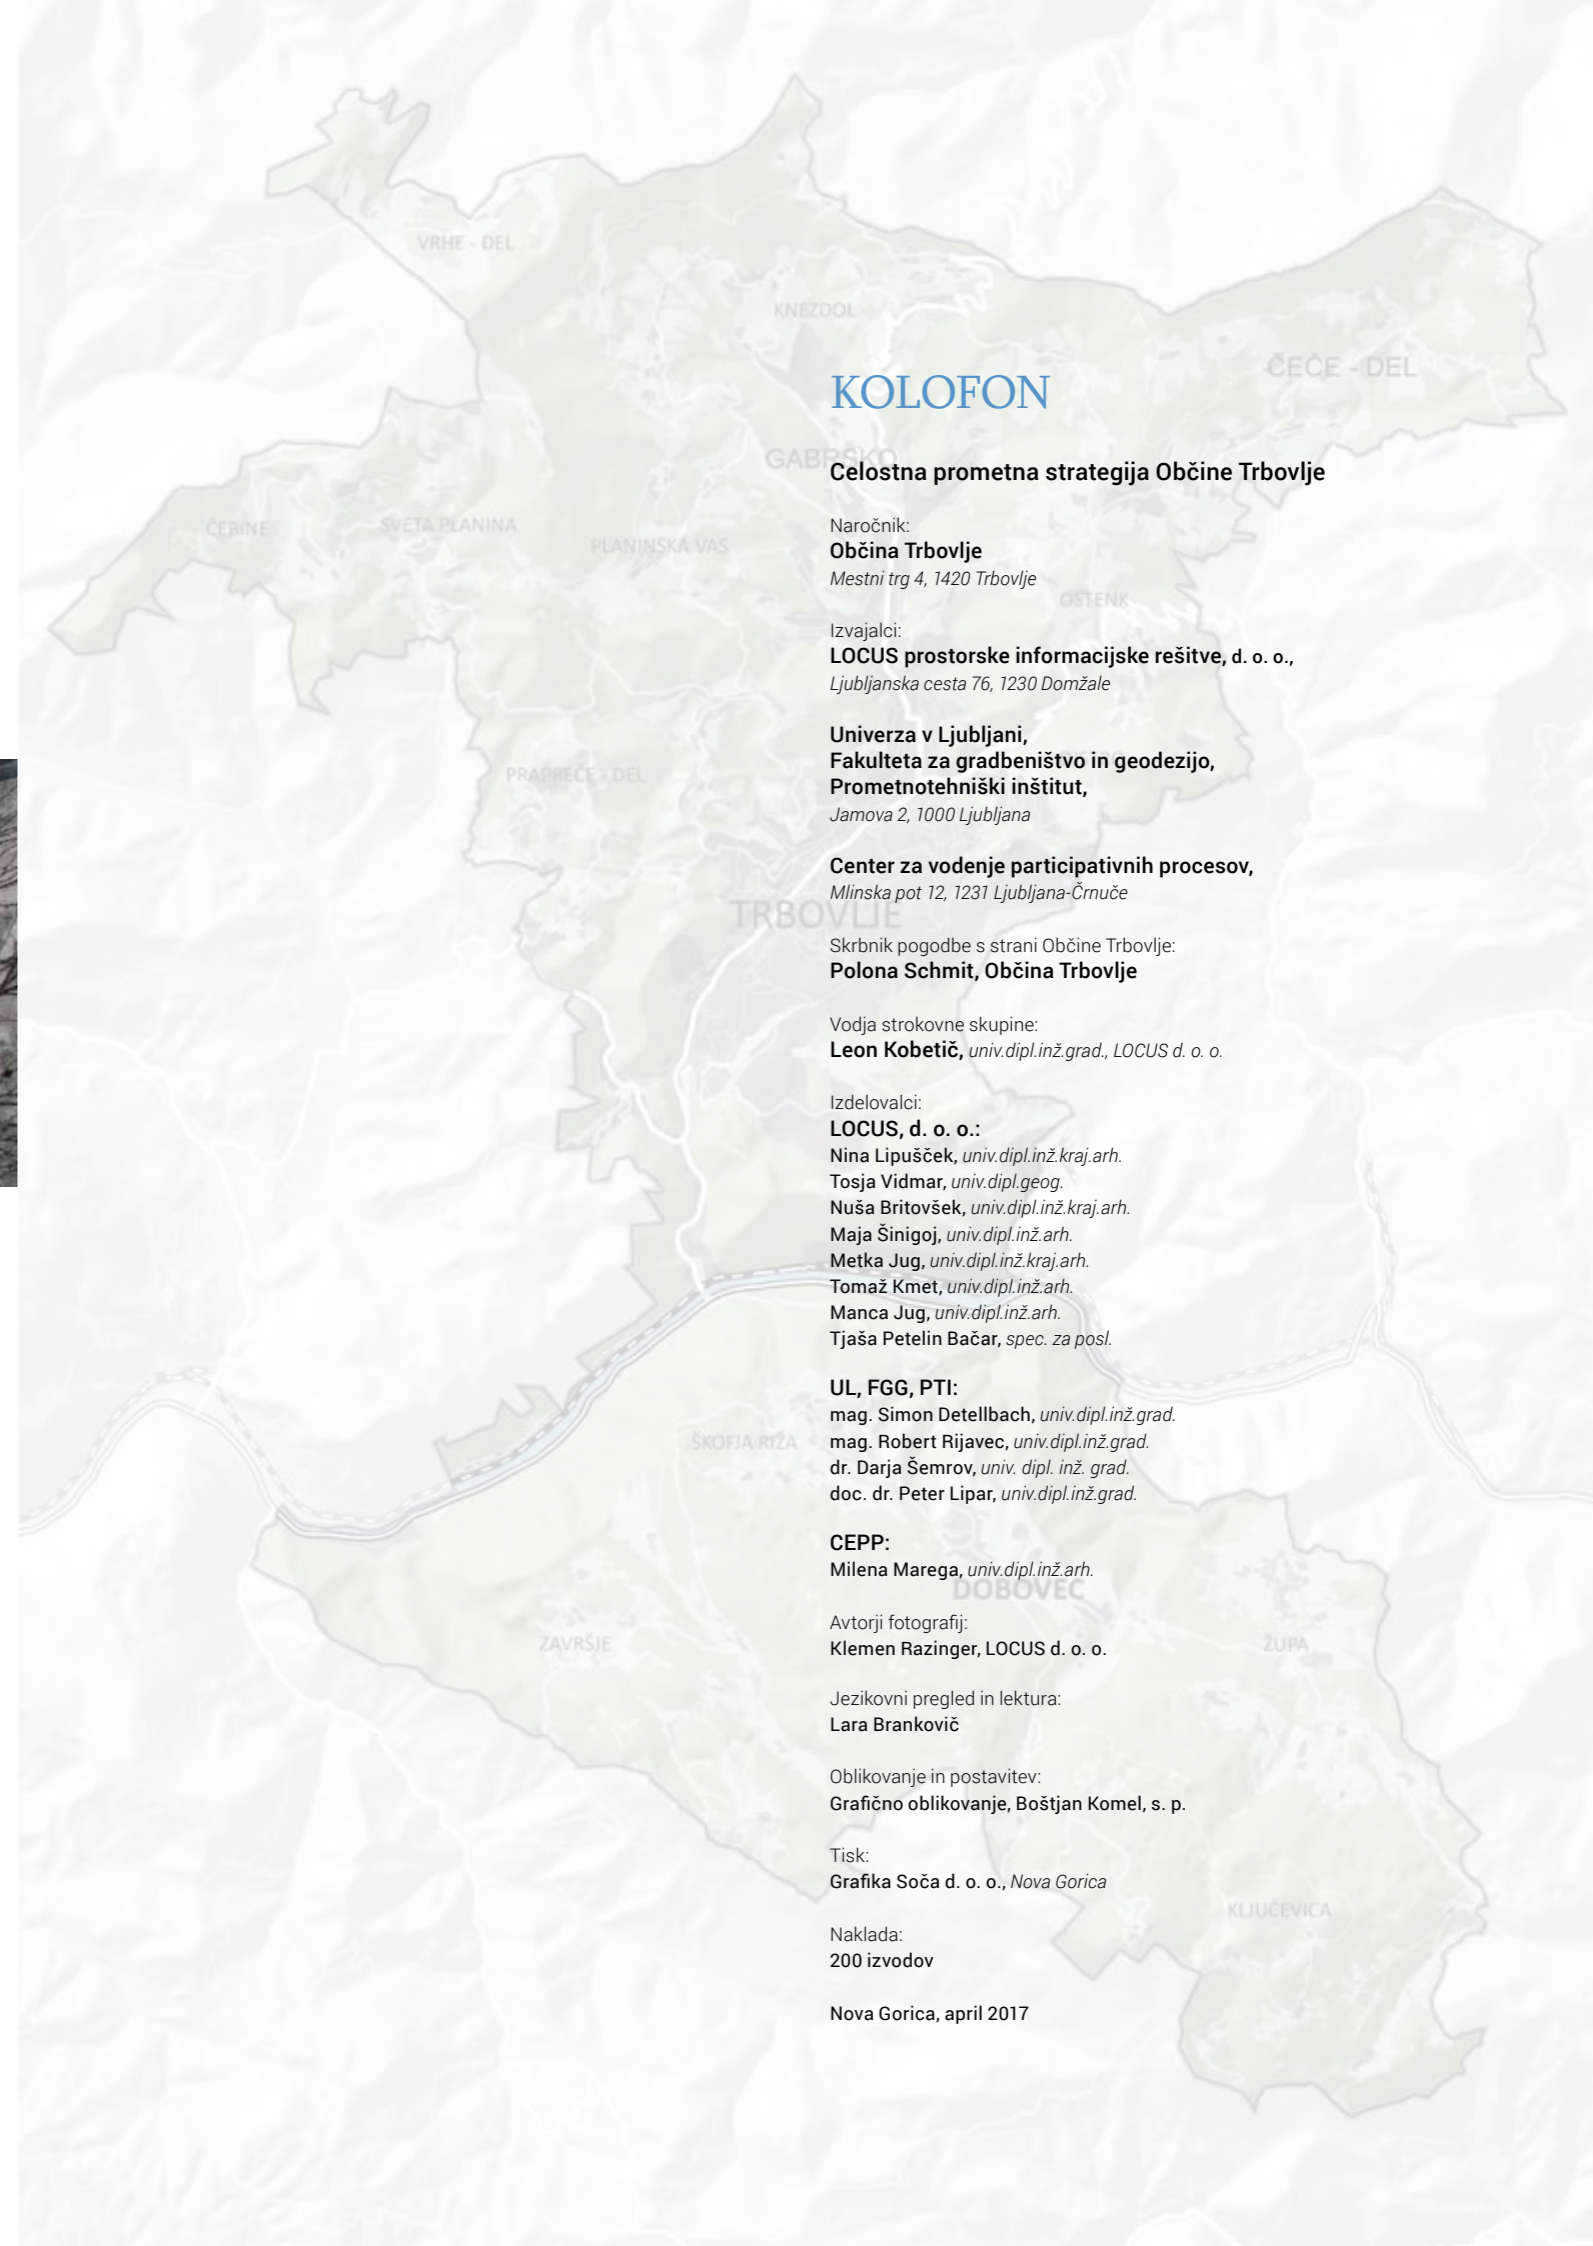 VRHE - DEL
KNEZDOL
ČEČE - DEL
KOLOFON
GABRSKO
Celostna prometna strategija Občine Trbovlje
ČEBINE
SVETA PLANINA
PLANINSKA VAS
Naročnik:
Občina Trbovlje
Mestni trg 4, 1420 Trbovlje
OSTENK
Izvajalci:
LOCUS prostorske informacijske rešitve, d. o. o.,
Ljubljanska cesta 76, 1230 Domžale
Univerza v Ljubljani,
Fakulteta za gradbeništvo in geodezijo,
Prometnotehniški inštitut,
Jamova 2, 1000 Ljubljana
PRAPREČE - DEL
Center za vodenje participativnih procesov,
Mlinska pot 12, 1231 Ljubljana-Črnuče
TRBOVLJE
Skrbnik pogodbe s strani Občine Trbovlje:
Polona Schmit, Občina Trbovlje
Vodja strokovne skupine:
Leon Kobetič, univ.dipl.inž.grad., LOCUS d. o. o.
Izdelovalci:
LOCUS, d. o. o.:
Nina Lipušček, univ.dipl.inž.kraj.arh.
Tosja Vidmar, univ.dipl.geog.
Nuša Britovšek, univ.dipl.inž.kraj.arh.
Maja Šinigoj, univ.dipl.inž.arh.
Metka Jug, univ.dipl.inž.kraj.arh.
Tomaž Kmet, univ.dipl.inž.arh.
Manca Jug, univ.dipl.inž.arh.
Tjaša Petelin Bačar, spec. za posl.
UL, FGG, PTI:
mag. Simon Detellbach, univ.dipl.inž.grad.
mag. Robert Rijavec, univ.dipl.inž.grad.
dr. Darja Šemrov, univ. dipl. inž. grad.
doc. dr. Peter Lipar, univ.dipl.inž.grad.
ŠKOFJA RIŽA
CEPP:
Milena Marega, univ.dipl.inž.arh.
DOBOVEC
Avtorji fotografij:
Klemen Razinger, LOCUS d. o. o.
ZAVRŠJE
ŽUPA
Jezikovni pregled in lektura:
Lara Brankovič
Oblikovanje in postavitev:
Grafično oblikovanje, Boštjan Komel, s. p.
Tisk:
Grafika Soča d. o. o., Nova Gorica
KLJUČEVICA
Naklada:
200 izvodov
Nova Gorica, april 2017